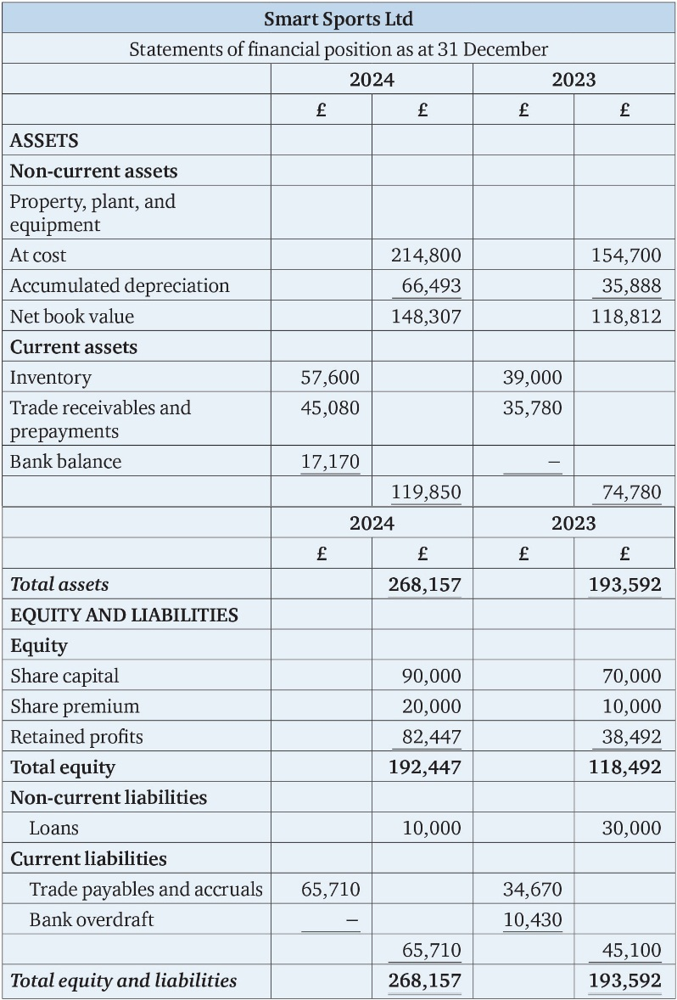 Smart Sports Ltd
Statements of financial position as at 31 December
2024 2023
£ £ £ £
ASSETS
Non-current assets
Property, plant, and
equipment
At cost 214,800 154,700
Accumulated depreciation 66,493 35,888
Net book value 148,307 118,812
Current assets
Inventory 57,600 39,000
Trade receivables and 45,080 35,780
prepayments
Bank balance 17,170 –
119,850 74,780
2024 2023
£ £ £ £
Total assets 268,157 193,592
EQUITY AND LIABILITIES
Equity
Share capital 90,000 70,000
Share premium 20,000 10,000
Retained profits 82,447 38,492
Total equity 192,447 118,492
Non-current liabilities
Loans 10,000 30,000
Current liabilities
Trade payables and accruals 65,710 34,670
Bank overdraft – 10,430
65,710 45,100
Total equity and liabilities 268,157 193,592